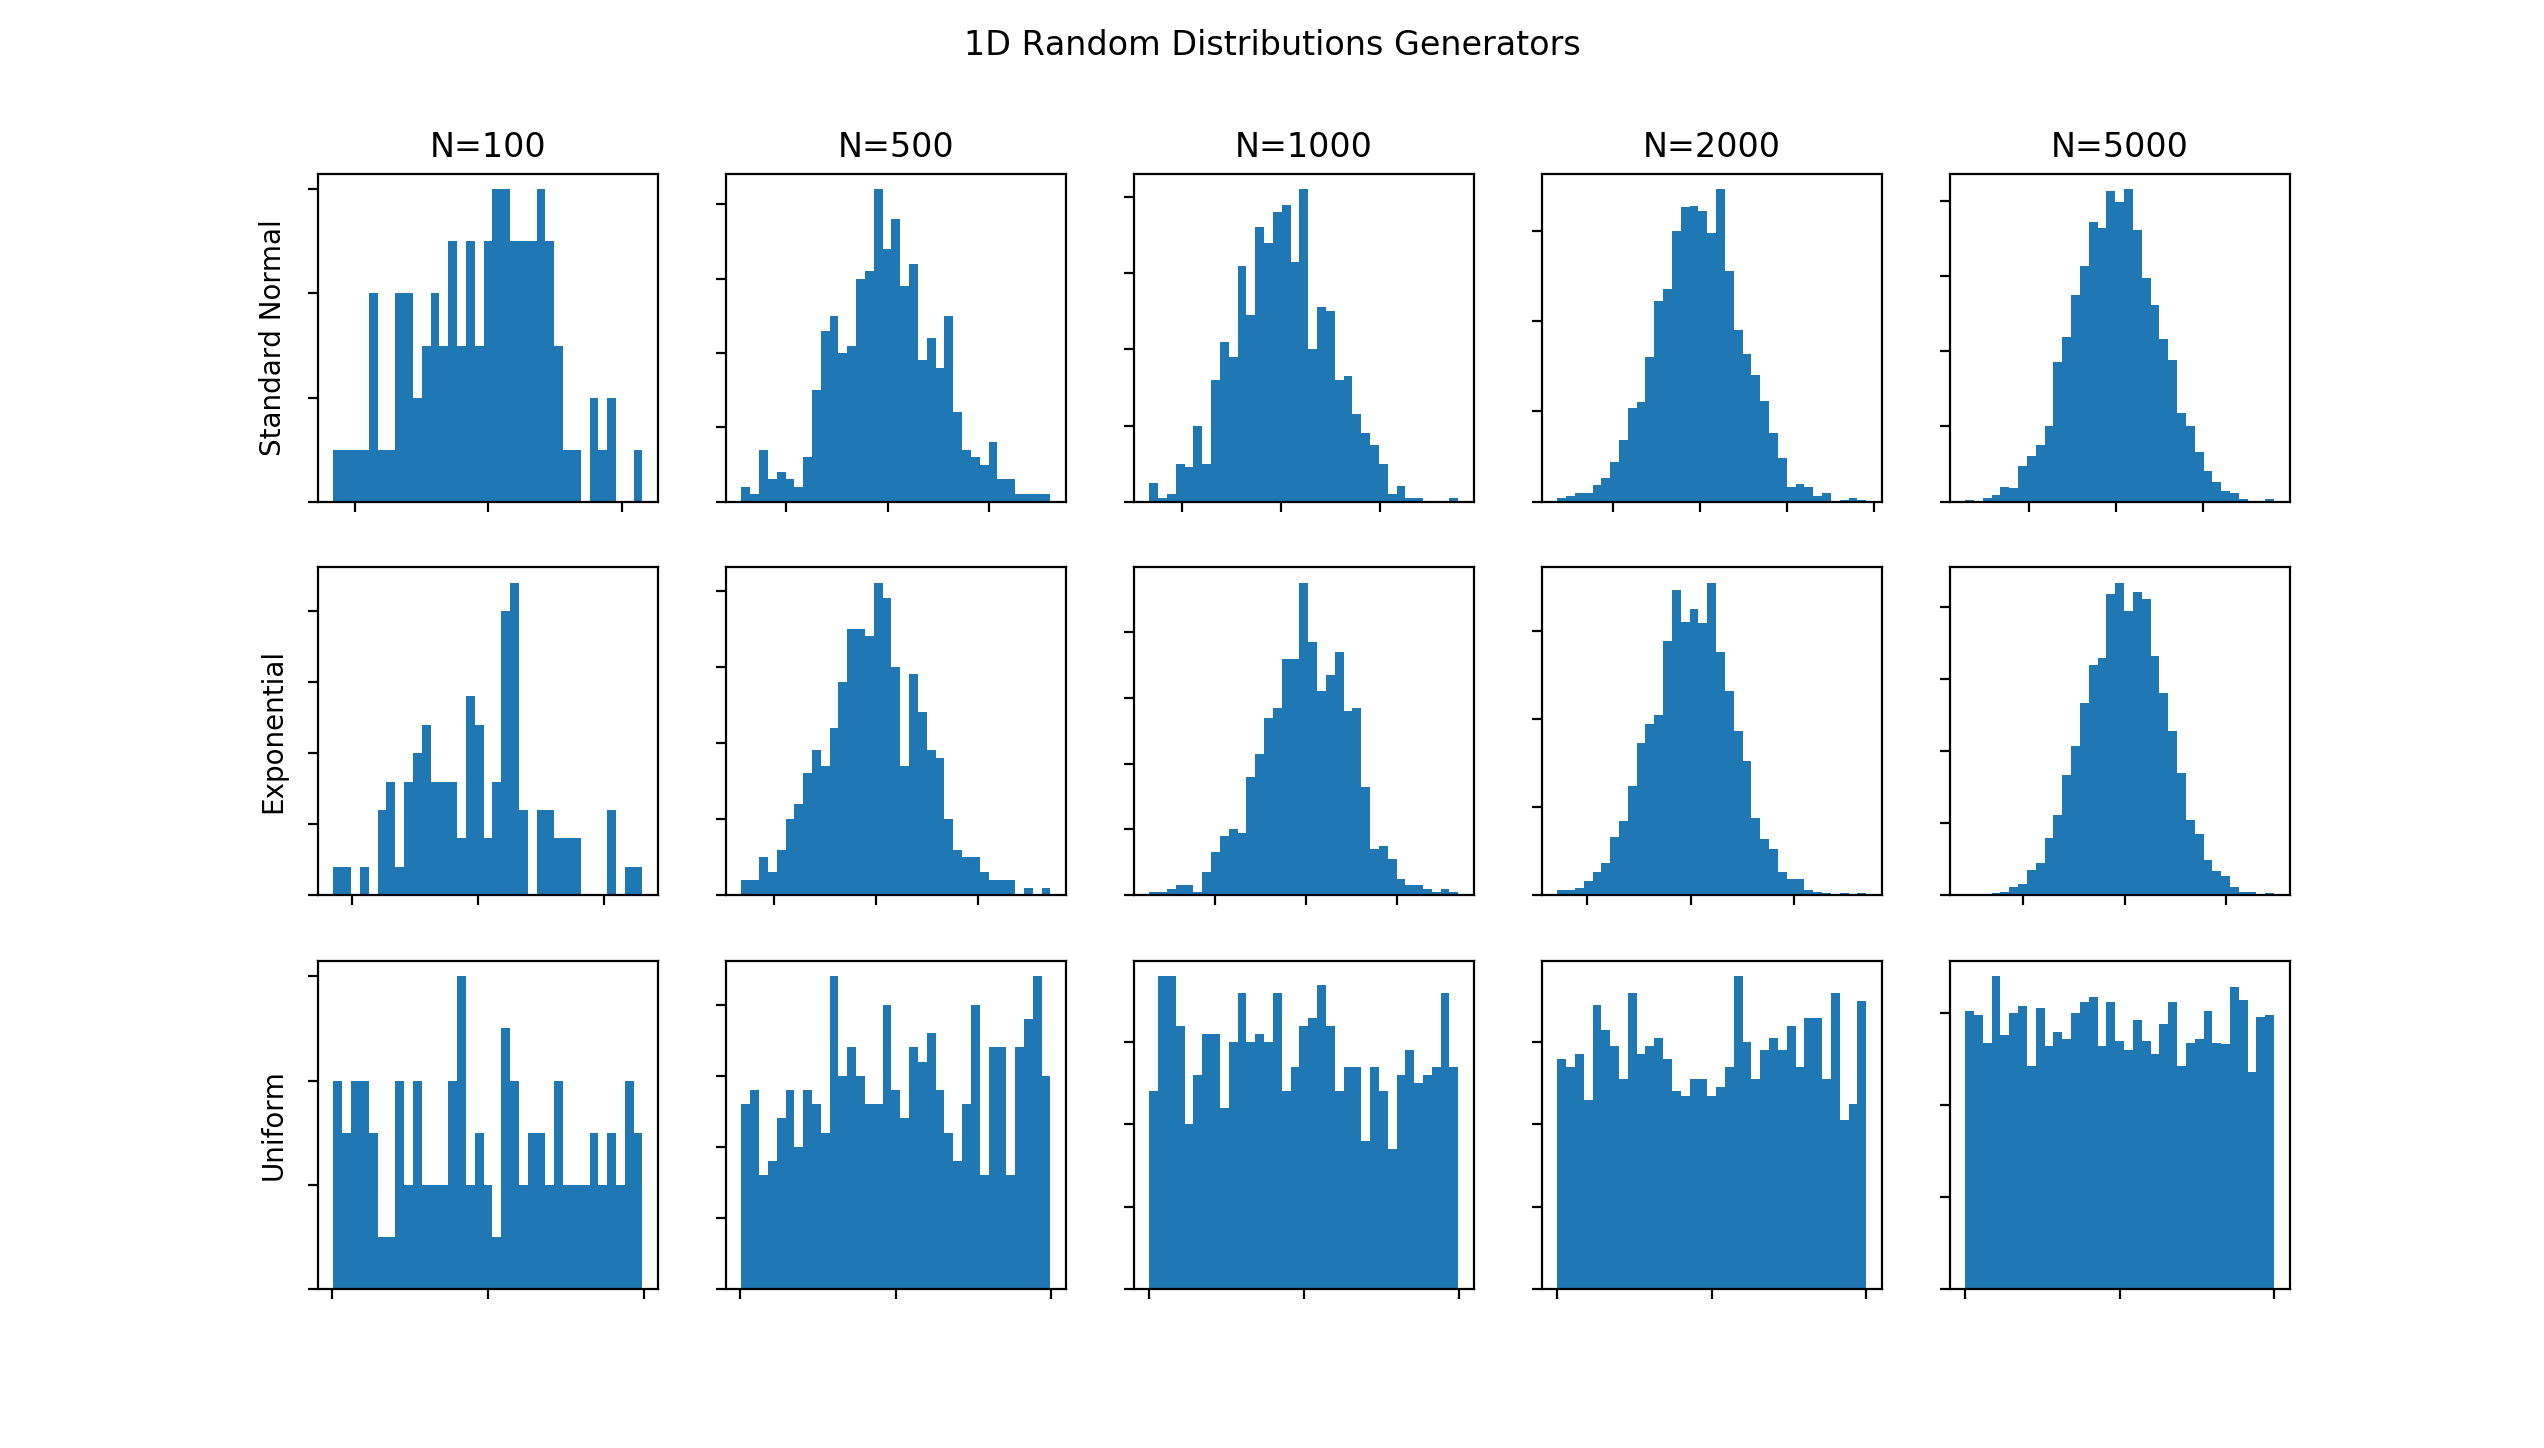 1D Random Distributions Generators
N=100
N=500
N=1000
N=2000
N=5000
Standard Normal
Exponential
Uniform